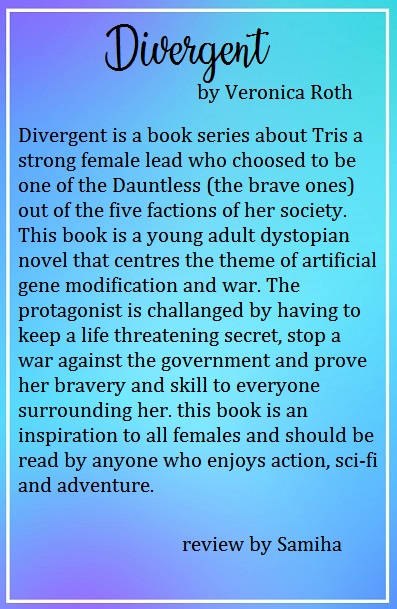 Divergent
by Veronica Roth
Divergent is a book series about Tris a
strong female lead who choosed to be
one of the Dauntless (the brave ones)
out of the five factions of her society.
This book is a young adult dystopian
novel that centres the theme of artificial
gene modification and war. The
protagonist is challanged by having to
keep a life threatening secret, stop a
war against the government and prove
her bravery and skill to everyone
surrounding her. this book is an
inspiration to all females and should be
read by anyone who enjoys action, sci-fi
and adventure.
review by Samiha